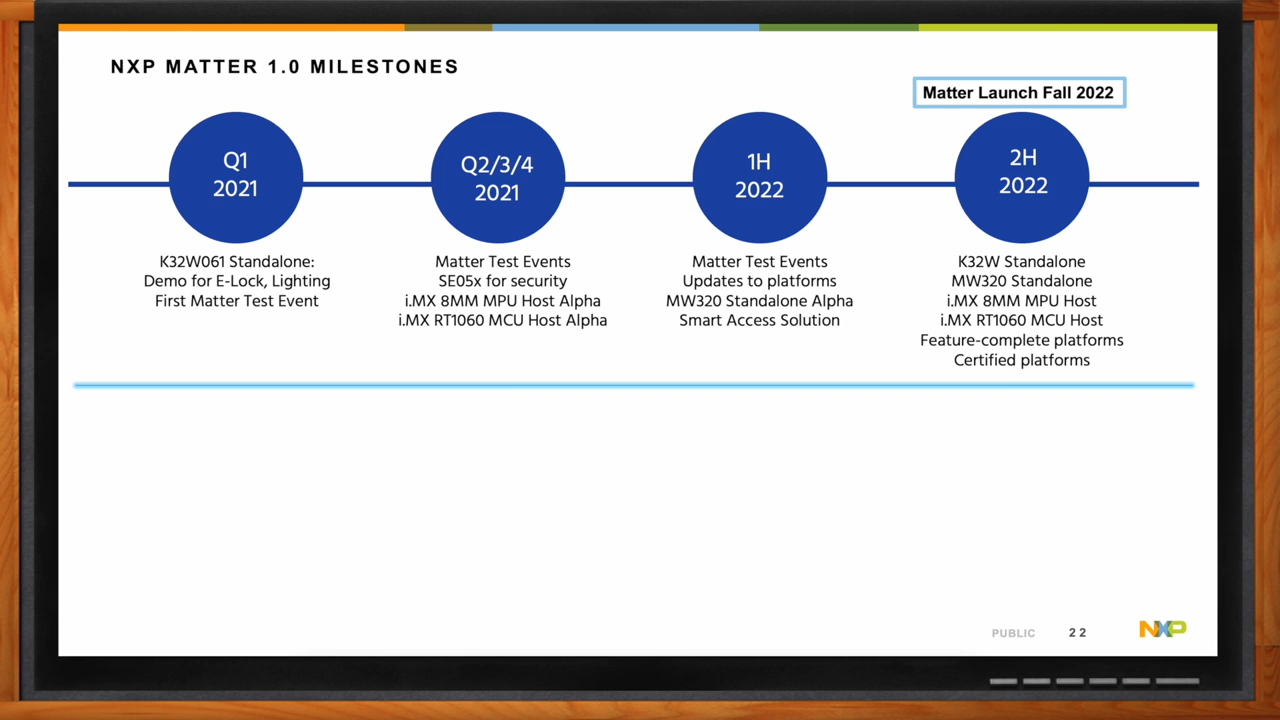 NXP MATTER 1.0 MILESTONES
Matter Launch Fall 2022
Q1
2021
K32W061 Standalone:
Demo for E-Lock, Lighting
First Matter Test Event
Q2/3/4
2021
Matter Test Events
SE05x for security
i.MX 8MM MPU Host Alpha
i.MX RT1060 MCU Host Alpha
1H
2022
Matter Test Events
Updates to platforms
MW320 Standalone Alpha
Smart Access Solution
2H
2022
K32W Standalone
MW320 Standalone
i.MX 8MM MPU Host
i.MX RT1060 MCU Host
Feature-complete platforms
Certified platforms
PUBLIC
22
NXP